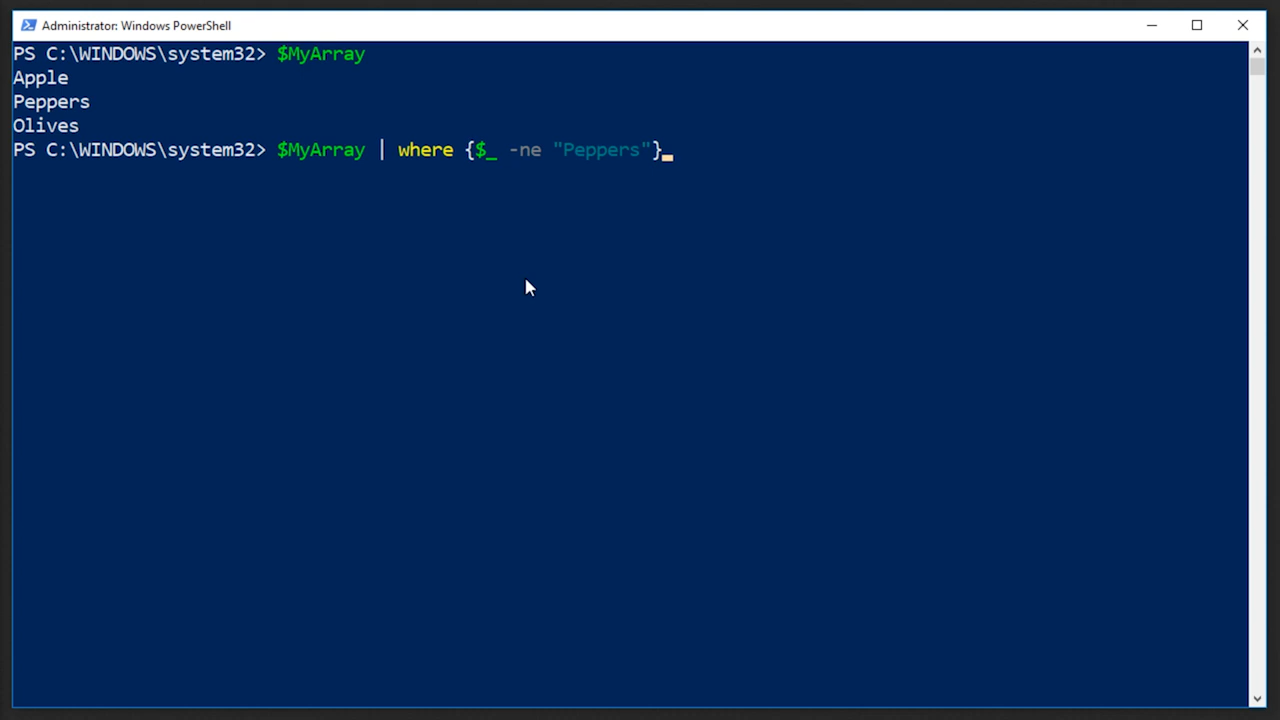 Administrator: Windows PowerShell
PS C:\WINDOWS\system32> $MyArray
Apple
Peppers
Olives
PS C:\WINDOWS\system32> $MyArray | where {$_ -ne "Peppers"}